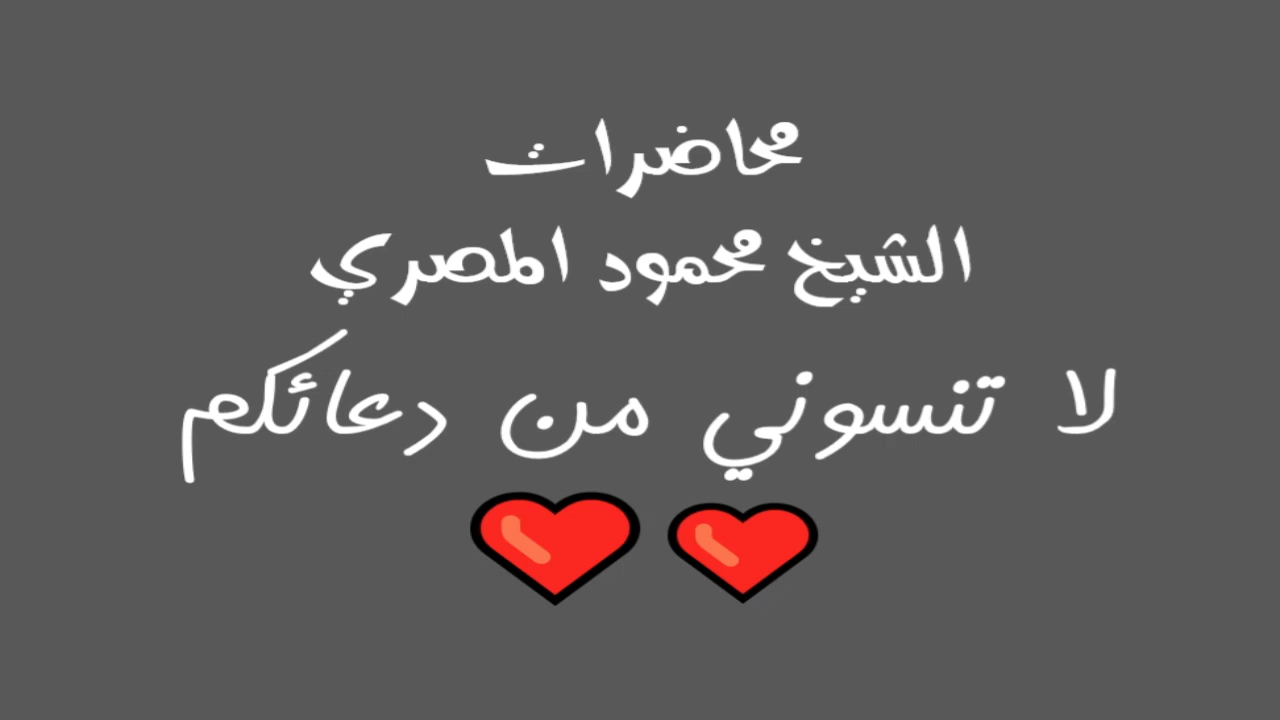 محاضرات
الشيخ محمود المصري
لا تنسوني من دعائكم